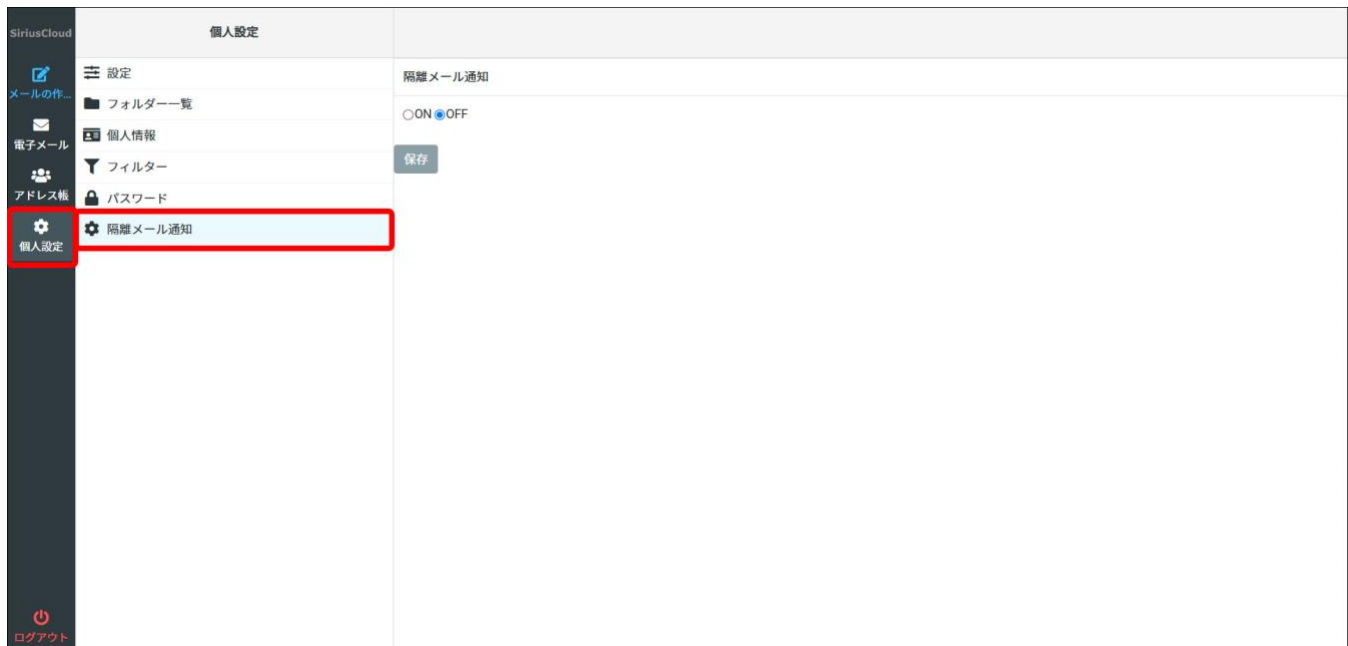 SiriusCloud
メールの作...
電子メール
アドレス帳
個人設定
ログアウト
個人設定
設定
フォルダー一覧
個人情報
フィルター
パスワード
隔離メール通知
隔離メール通知
ON OFF
保存